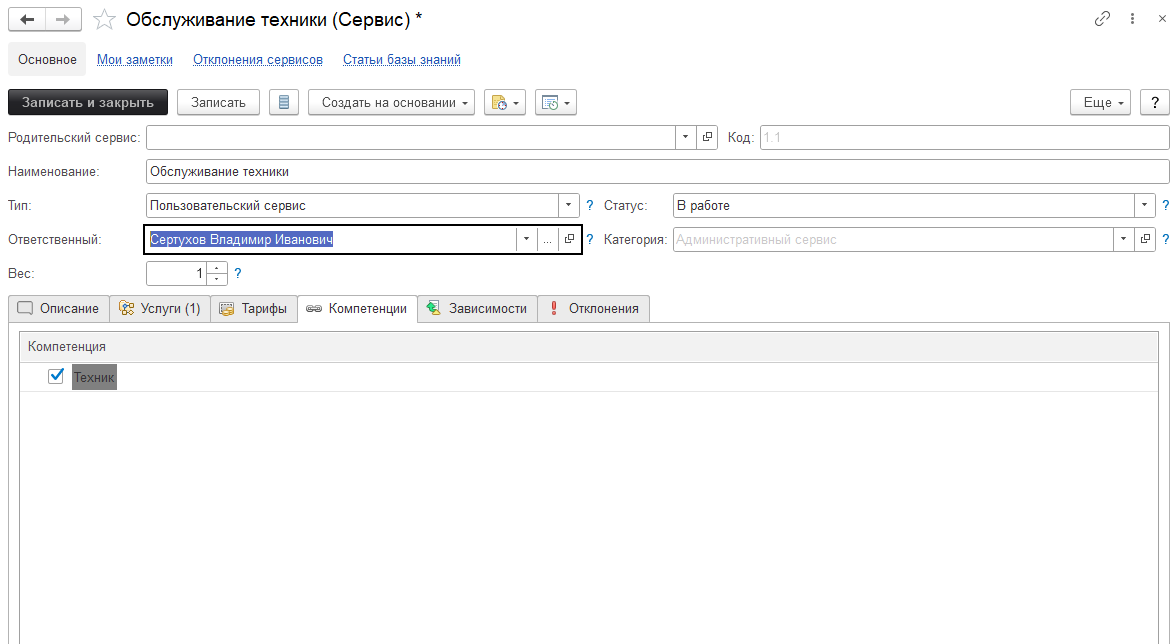 Обслуживание техники (Сервис) *
Основное Мои заметки Отклонения сервисов Статьи базы знаний
Записать и закрыть Записать Создать на основании Еще ?
Родительский сервис: Код: 1.1
Наименование: Обслуживание техники
Тип: Пользовательский сервис ? Статус: В работе ?
Ответственный: Сертухов Владимир Иванович ... ? Категория: Административный сервис ?
Вес: 1 ?
Описание Услуги (1) Тарифы Компетенции Зависимости Отклонения
Компетенция
Техник